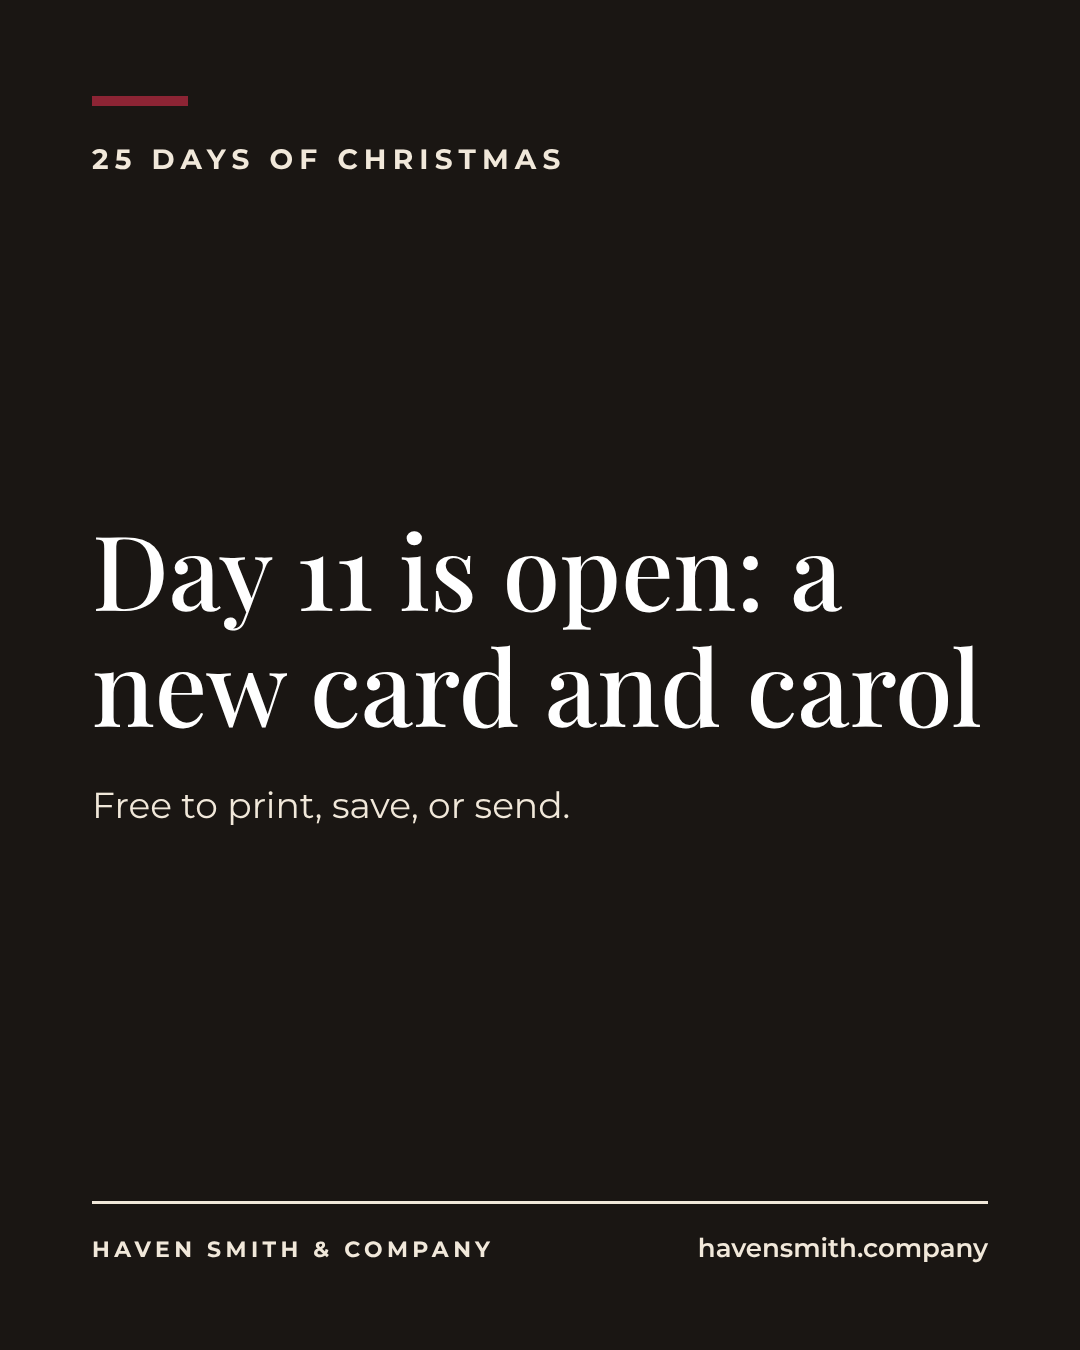 25 DAYS OF CHRISTMAS
Day 11 is open: a
new card and carol
Free to print, save, or send.
HAVEN SMITH & COMPANY
havensmith.company